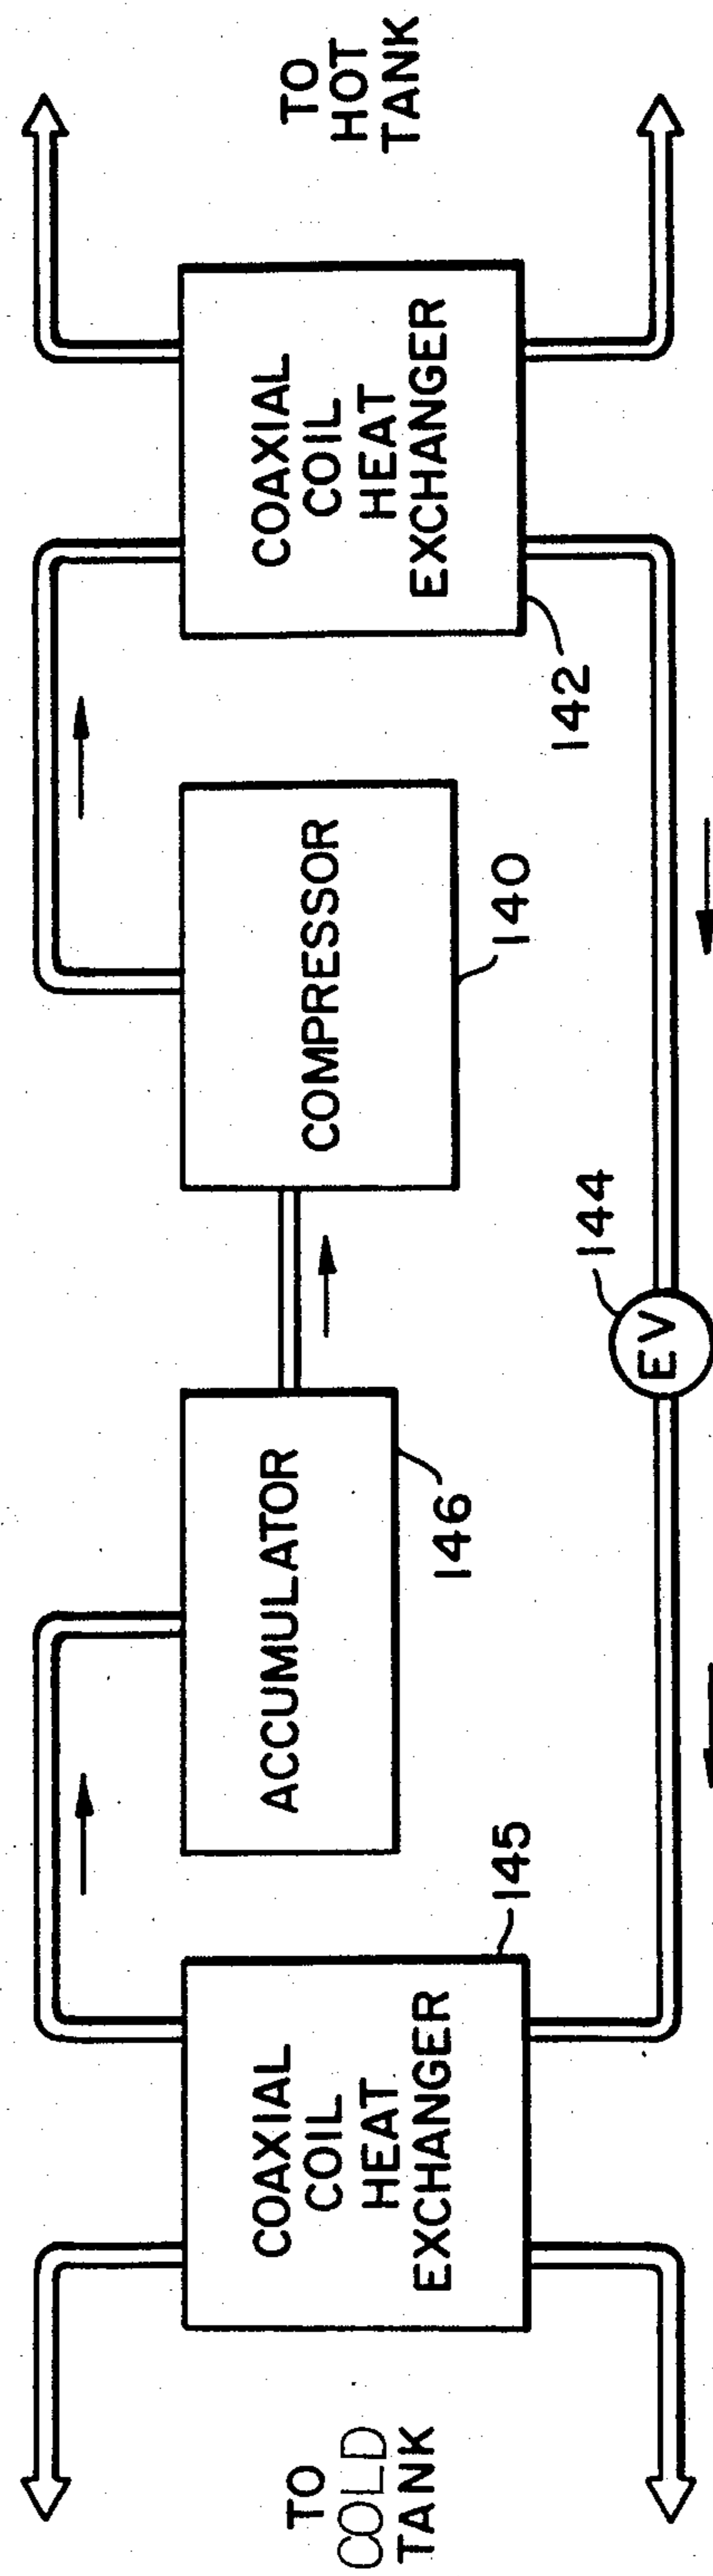 TO
COLD
TANK
COAXIAL
COIL
HEAT
EXCHANGER
145
ACCUMULATOR
146
COMPRESSOR
140
EV
144
COAXIAL
COIL
HEAT
EXCHANGER
142
TO
HOT
TANK